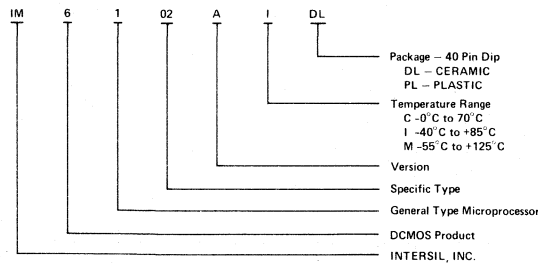 IM 6 1 02 A I DL
Package – 40 Pin Dip
DL – CERAMIC
PL – PLASTIC
Temperature Range
C -0°C to 70°C
I -40°C to +85°C
M -55°C to +125°C
Version
Specific Type
General Type Microprocessor
DCMOS Product
INTERSIL, INC.